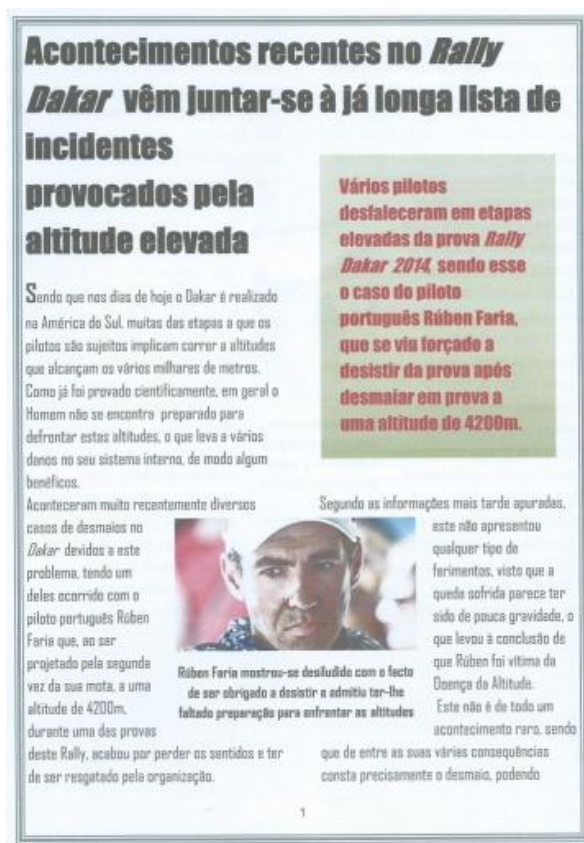 Acontecimentos recentes no Rally
Dakar vêm juntar-se à já longa lista de
incidentes
provocados pela
altitude elevada
Vários pilotos
desfaleceram em etapas
elevadas da prova Rally
Dakar 2014, sendo esse
o caso do piloto
português Rúben Faria,
que se viu forçado a
desistir da prova após
desmaiar em prova a
uma altitude de 4200m.
Sendo que nos dias de hoje o Dakar é realizado
na América do Sul, muitas das etapas a que os
pilotos são sujeitos implicam correr a altitudes
que alcançam os vários milhares de metros.
Como já foi provado cientificamente, em geral o
Homem não se encontra preparado para
defrontar estas altitudes, o que leva a vários
danos no seu sistema interno, de modo algum
benéficos.
Aconteceram muito recentemente diversos
casos de desmaios no
Dakar devidos a este
problema, tendo um
deles ocorrido com o
piloto português Rúben
Faria que, ao ser
projetado pela segunda
vez da sua mota, a uma
altitude de 4200m,
durante uma das provas
deste Rally, acabou por perder os sentidos e ter
de ser resgatado pela organização.
Rúben Faria mostrou-se desiludido com o facto
de ser obrigado a desistir e admitiu ter-lhe
faltado preparação para enfrentar as altitudes
Segundo as informações mais tarde apuradas,
este não apresentou
qualquer tipo de
ferimentos, visto que a
queda sofrida parece ter
sido de pouca gravidade, o
que levou à conclusão de
que Rúben foi vítima da
Doença da Altitude.
Este não é de todo um
acontecimento raro, sendo
que de entre as suas várias consequências
consta precisamente o desmaio, podendo
1